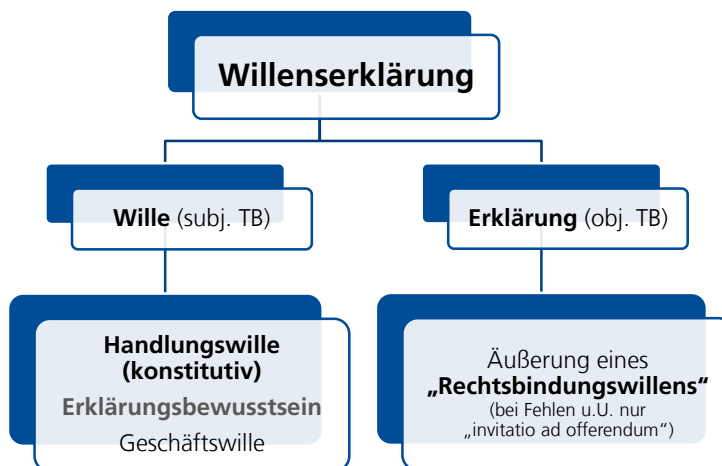 Willenserklärung
Wille (subj. TB)
Erklärung (obj. TB)
Handlungswille
(konstitutiv)
Erklärungsbewusstsein
Geschäftswille
Äußerung eines
„Rechtsbindungswillens“
(bei Fehlen u.U. nur
„invitatio ad offerendum“)